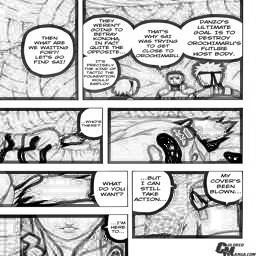 THEN WHAT
ARE WE
WAITING
FOR??
LET'S GO
FIND SAI!
THEY
WEREN'T
GOING TO
BETRAY
KONOHA,
IN FACT
QUITE THE
OPPOSITE...
IT'S
PRECISELY
THE KIND OF
TACTIC THE
FOUNDATION
WOULD
EMPLOY.
THAT'S
WHY SAI
WAS TRYING
TO GET
CLOSE TO
OROCHIMARU.
DANZO'S
ULTIMATE
GOAL IS TO
DESTROY
OROCHIMARU'S
FUTURE
HOST BODY.
...WHO'S
THERE?
WHAT
DO YOU
WANT?
...BUT I
CAN STILL
TAKE
ACTION...
MY
COVER'S
BEEN
BLOWN...
...I'M
HERE
TO...
COLORED
MANGA.COM